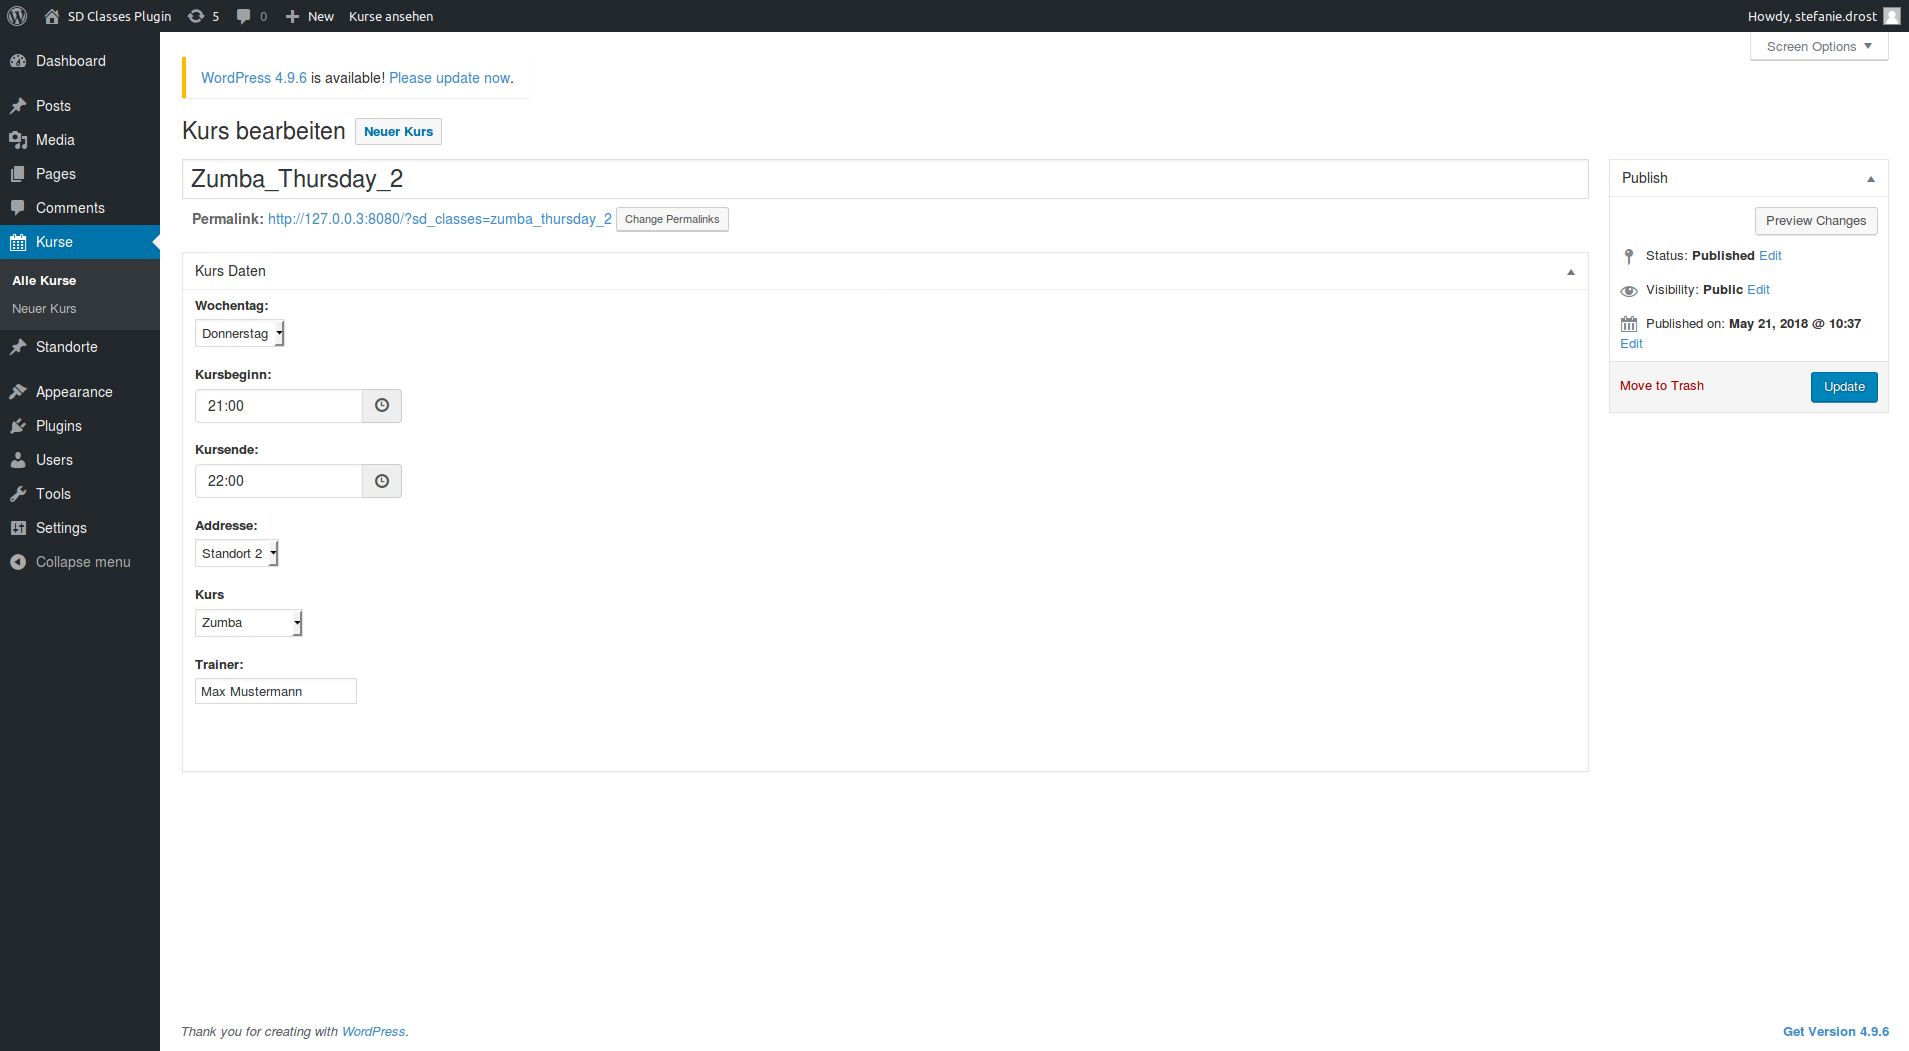 SD Classes Plugin 5 0 New Kurse ansehen Howdy, stefanie.drost
Screen Options
Dashboard
Posts
Media
Pages
Comments
Kurse
Alle Kurse
Neuer Kurs
Standorte
Appearance
Plugins
Users
Tools
Settings
Collapse menu
WordPress 4.9.6 is available! Please update now.
Kurs bearbeiten Neuer Kurs
Zumba_Thursday_2
Permalink: http://127.0.0.3:8080/?sd_classes=zumba_thursday_2 Change Permalinks
Kurs Daten
Wochentag:
Donnerstag
Kursbeginn:
21:00
Kursende:
22:00
Addresse:
Standort 2
Kurs
Zumba
Trainer:
Max Mustermann
Publish
Preview Changes
Status: Published Edit
Visibility: Public Edit
Published on: May 21, 2018 @ 10:37
Edit
Move to Trash Update
Thank you for creating with WordPress.
Get Version 4.9.6